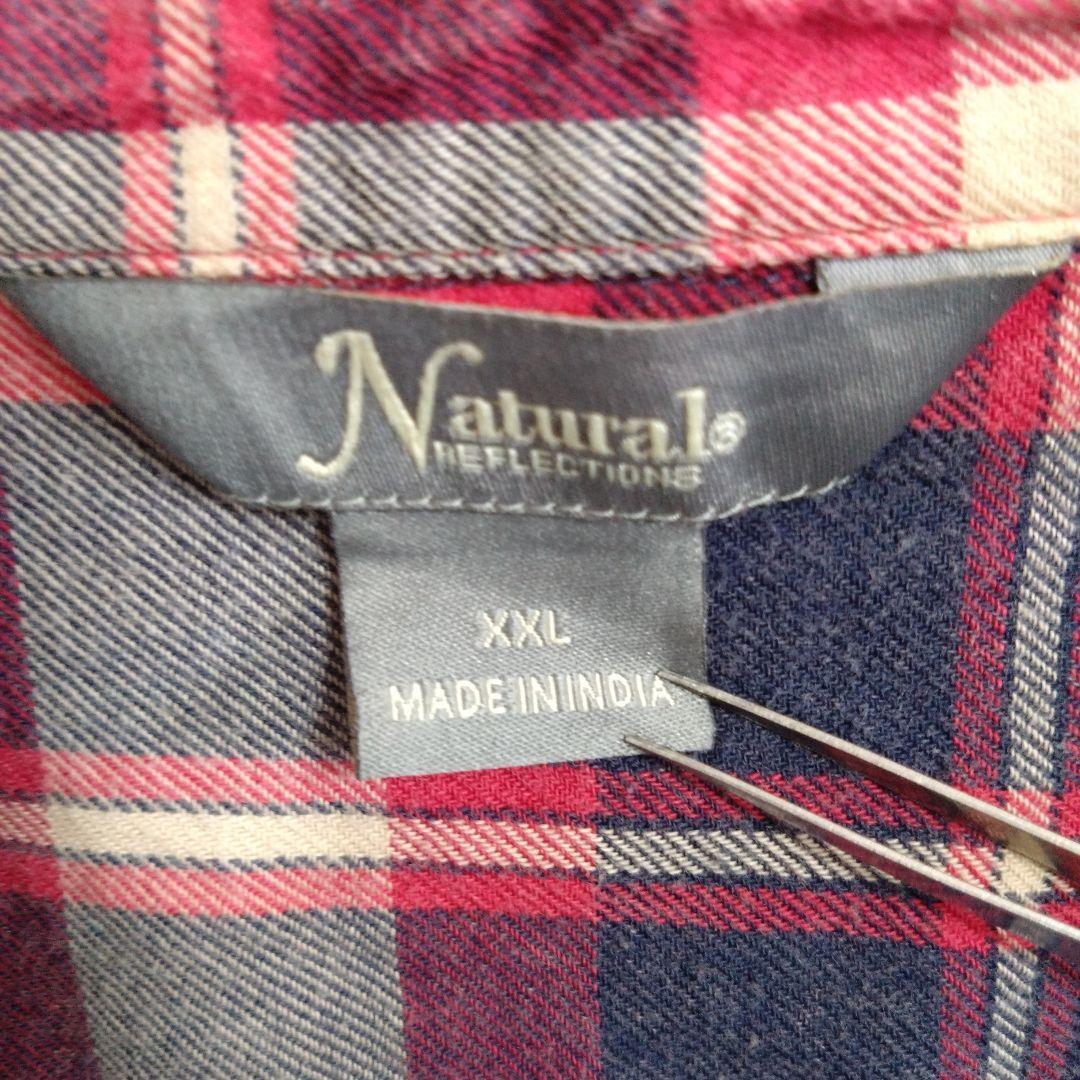 Natural®
REFLECTIONS
XXL
MADE IN INDIA